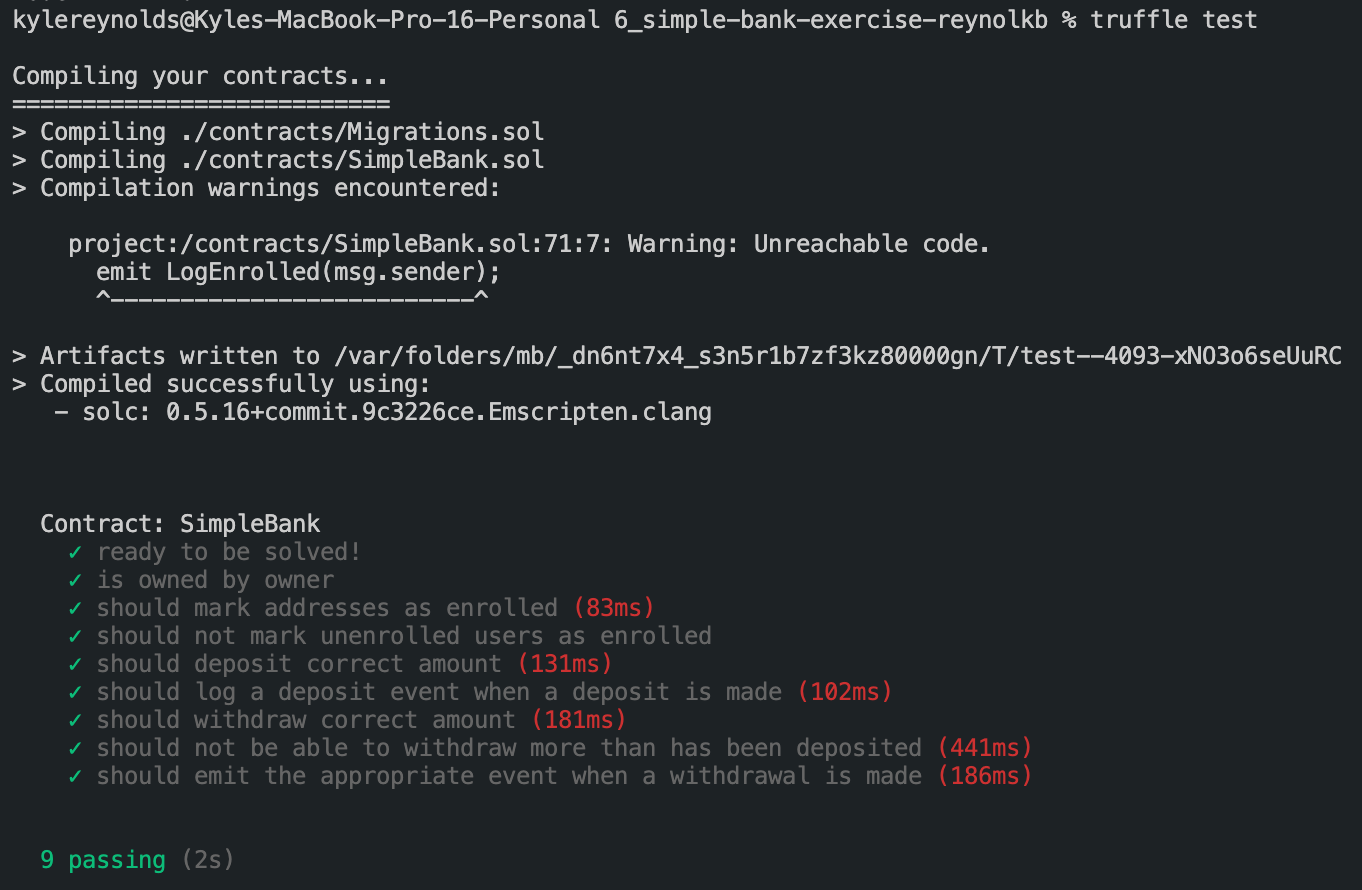 kylereynolds@Kyles-MacBook-Pro-16-Personal 6_simple-bank-exercise-reynolkb % truffle test
Compiling your contracts...
===========================
> Compiling ./contracts/Migrations.sol
> Compiling ./contracts/SimpleBank.sol
> Compilation warnings encountered:
project:/contracts/SimpleBank.sol:71:7: Warning: Unreachable code.
emit LogEnrolled(msg.sender);
^--------------------------^
> Artifacts written to /var/folders/mb/_dn6nt7x4_s3n5r1b7zf3kz80000gn/T/test--4093-xNO3o6seUuRC
> Compiled successfully using:
- solc: 0.5.16+commit.9c3226ce.Emscripten.clang
Contract: SimpleBank
✓ ready to be solved!
✓ is owned by owner
✓ should mark addresses as enrolled (83ms)
✓ should not mark unenrolled users as enrolled
✓ should deposit correct amount (131ms)
✓ should log a deposit event when a deposit is made (102ms)
✓ should withdraw correct amount (181ms)
✓ should not be able to withdraw more than has been deposited (441ms)
✓ should emit the appropriate event when a withdrawal is made (186ms)
9 passing (2s)